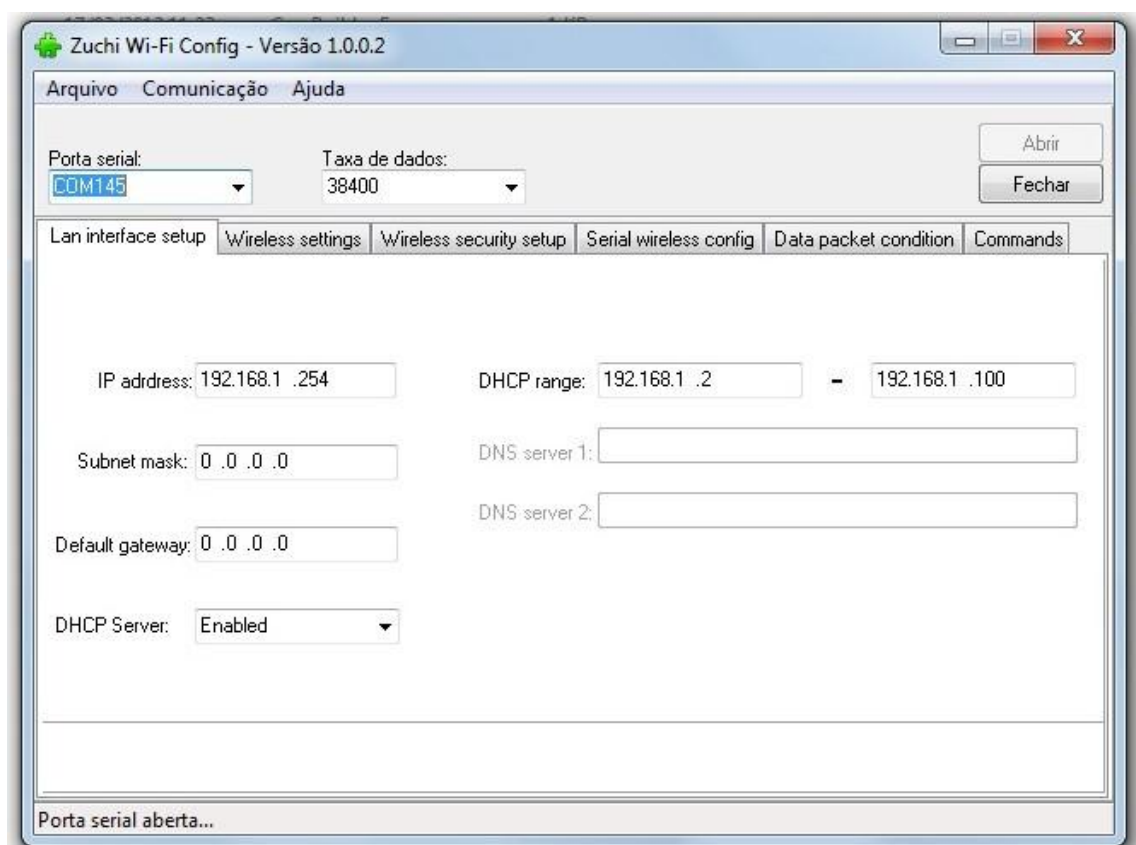 Zuchi Wi-Fi Config - Versão 1.0.0.2
Arquivo Comunicação Ajuda
Porta serial: Taxa de dados: Abrir
COM145 38400 Fechar
Lan interface setup Wireless settings Wireless security setup Serial wireless config Data packet condition Commands
IP adrdress: 192.168.1 .254 DHCP range: 192.168.1 .2 - 192.168.1 .100
Subnet mask: 0 .0 .0 .0 DNS server 1:
DNS server 2:
Default gateway: 0 .0 .0 .0
DHCP Server: Enabled
Porta serial aberta...